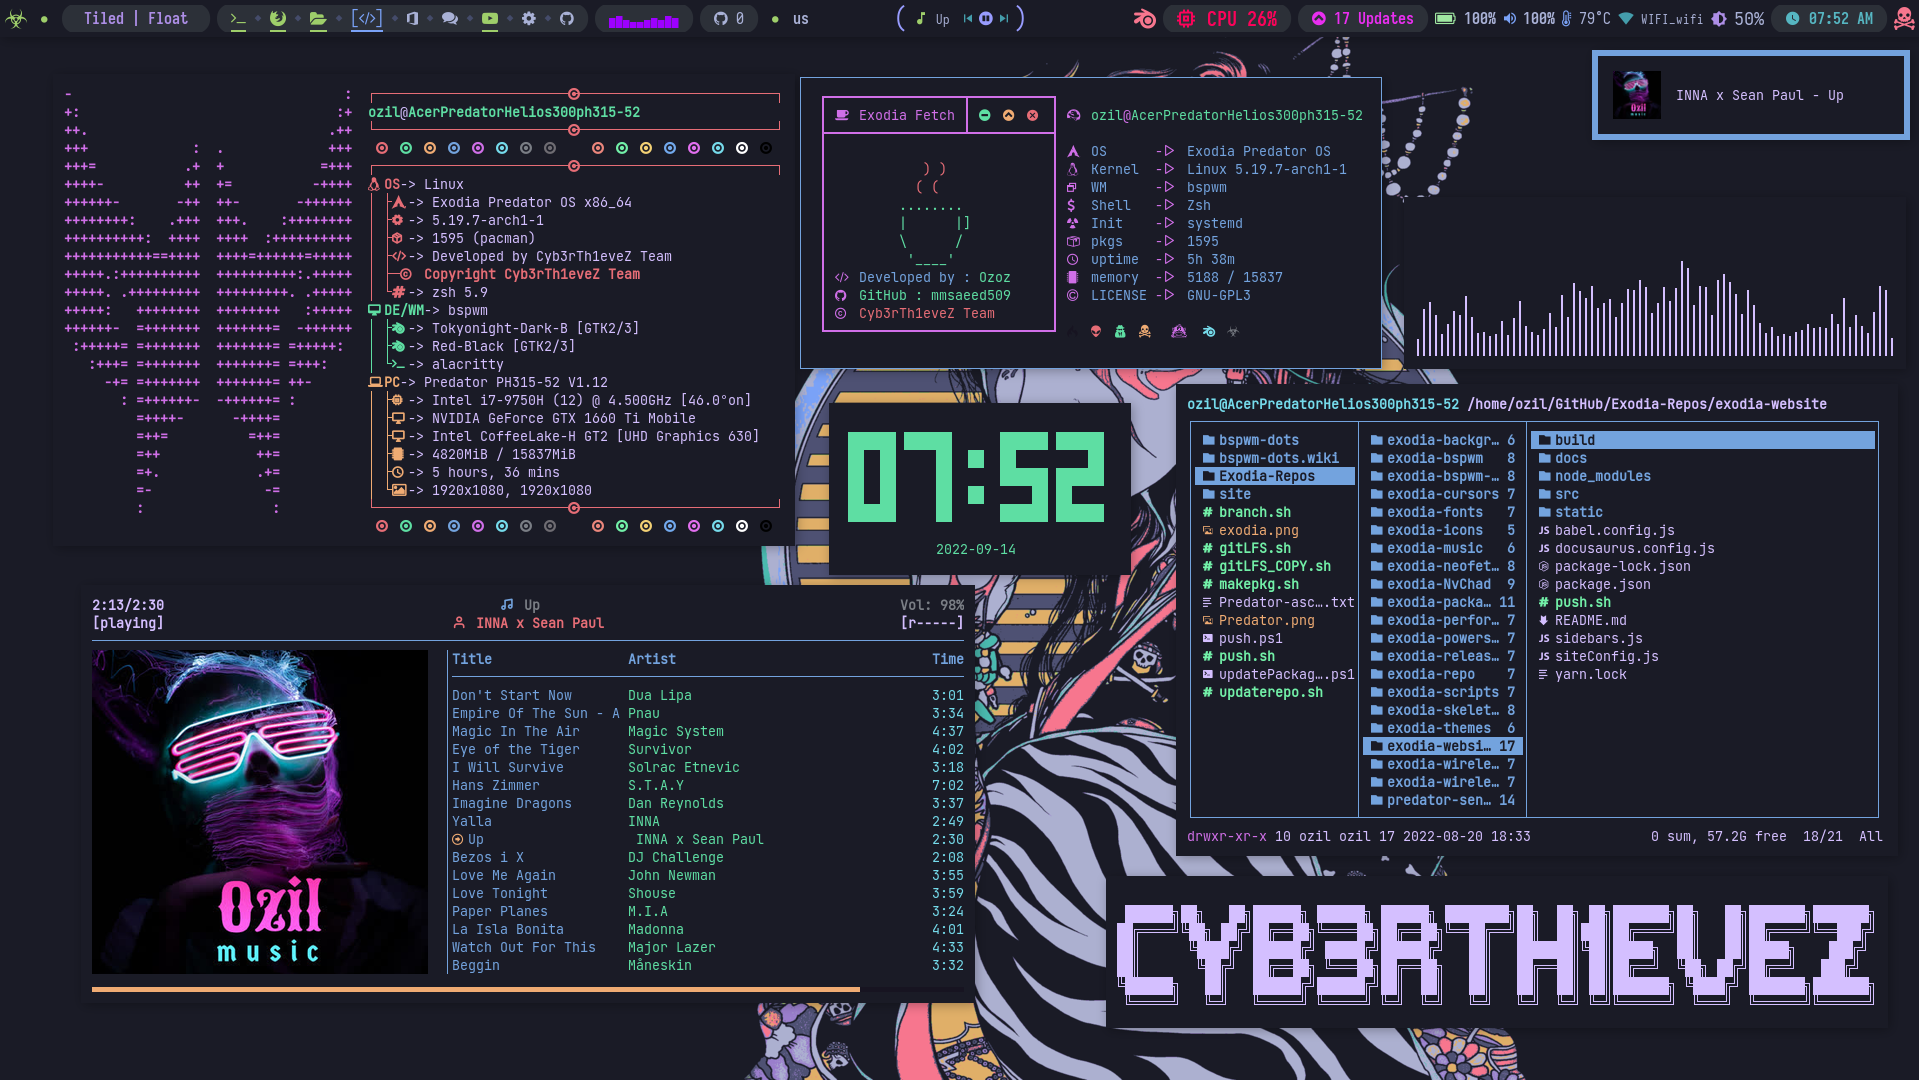 Tiled | Float
0
us
Up
CPU 26%
17 Updates
100%
100%
79°C
WIFI_wifi
50%
07:52 AM
INNA x Sean Paul - Up
ozil@AcerPredatorHelios300ph315-52
OS-> Linux
-> Exodia Predator OS x86_64
-> 5.19.7-arch1-1
-> 1595 (pacman)
-> Developed by Cyb3rTh1eveZ Team
Copyright Cyb3rTh1eveZ Team
-> zsh 5.9
DE/WM-> bspwm
-> Tokyonight-Dark-B [GTK2/3]
-> Red-Black [GTK2/3]
-> alacritty
PC-> Predator PH315-52 V1.12
-> Intel i7-9750H (12) @ 4.500GHz [46.0°on]
-> NVIDIA GeForce GTX 1660 Ti Mobile
-> Intel CoffeeLake-H GT2 [UHD Graphics 630]
-> 4820MiB / 15837MiB
-> 5 hours, 36 mins
-> 1920x1080, 1920x1080
Exodia Fetch
Developed by : Ozoz
GitHub : mmsaeed509
Cyb3rTh1eveZ Team
ozil@AcerPredatorHelios300ph315-52
OS -> Exodia Predator OS
Kernel -> Linux 5.19.7-arch1-1
WM -> bspwm
Shell -> Zsh
Init -> systemd
pkgs -> 1595
uptime -> 5h 38m
memory -> 5188 / 15837
LICENSE -> GNU-GPL3
07:52
2022-09-14
ozil@AcerPredatorHelios300ph315-52 /home/ozil/GitHub/Exodia-Repos/exodia-website
bspwm-dots
bspwm-dots.wiki
Exodia-Repos
site
branch.sh
exodia.png
gitLFS.sh
gitLFS_COPY.sh
makepkg.sh
Predator-asc….txt
Predator.png
push.ps1
push.sh
updatePackag….ps1
updaterepo.sh
exodia-backgr… 6
exodia-bspwm 8
exodia-bspwm-… 8
exodia-cursors 7
exodia-fonts 7
exodia-icons 5
exodia-music 6
exodia-neofet… 8
exodia-NvChad 9
exodia-packa… 11
exodia-perfor… 7
exodia-powers… 7
exodia-releas… 7
exodia-repo 7
exodia-scripts 7
exodia-skelet… 8
exodia-themes 6
exodia-websi… 17
exodia-wirele… 7
exodia-wirele… 7
predator-sen… 14
build
docs
node_modules
src
static
babel.config.js
docusaurus.config.js
package-lock.json
package.json
push.sh
README.md
sidebars.js
siteConfig.js
yarn.lock
drwxr-xr-x 10 ozil ozil 17 2022-08-20 18:33
0 sum, 57.2G free 18/21 All
2:13/2:30
Up
Vol: 98%
[playing]
INNA x Sean Paul
[r-----]
Title Artist Time
Don't Start Now Dua Lipa 3:01
Empire Of The Sun - A Pnau 3:34
Magic In The Air Magic System 4:37
Eye of the Tiger Survivor 4:02
I Will Survive Solrac Etnevic 3:18
Hans Zimmer S.T.A.Y 7:02
Imagine Dragons Dan Reynolds 3:37
Yalla INNA 2:49
Up INNA x Sean Paul 2:30
Bezos i X DJ Challenge 2:08
Love Me Again John Newman 3:55
Love Tonight Shouse 3:59
Paper Planes M.I.A 3:24
La Isla Bonita Madonna 4:01
Watch Out For This Major Lazer 4:33
Beggin Måneskin 3:32
Ozil
music
CYB3RTH1EVEZ